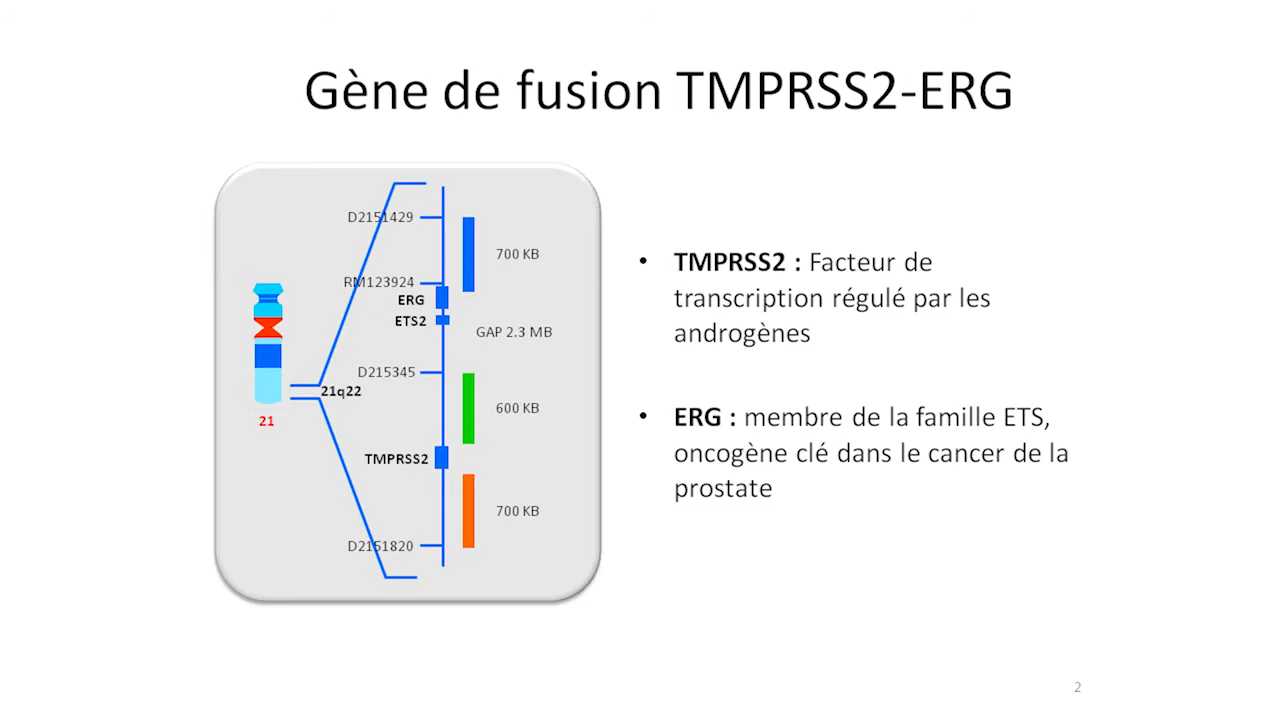 Gène de fusion TMPRSS2-ERG
D2151429
700 KB
RM123924
ERG
ETS2
GAP 2.3 MB
D215345
21q22
600 KB
21
TMPRSS2
700 KB
D2151820
• TMPRSS2 : Facteur de
transcription régulé par les
androgènes
• ERG : membre de la famille ETS,
oncogène clé dans le cancer de la
prostate
2